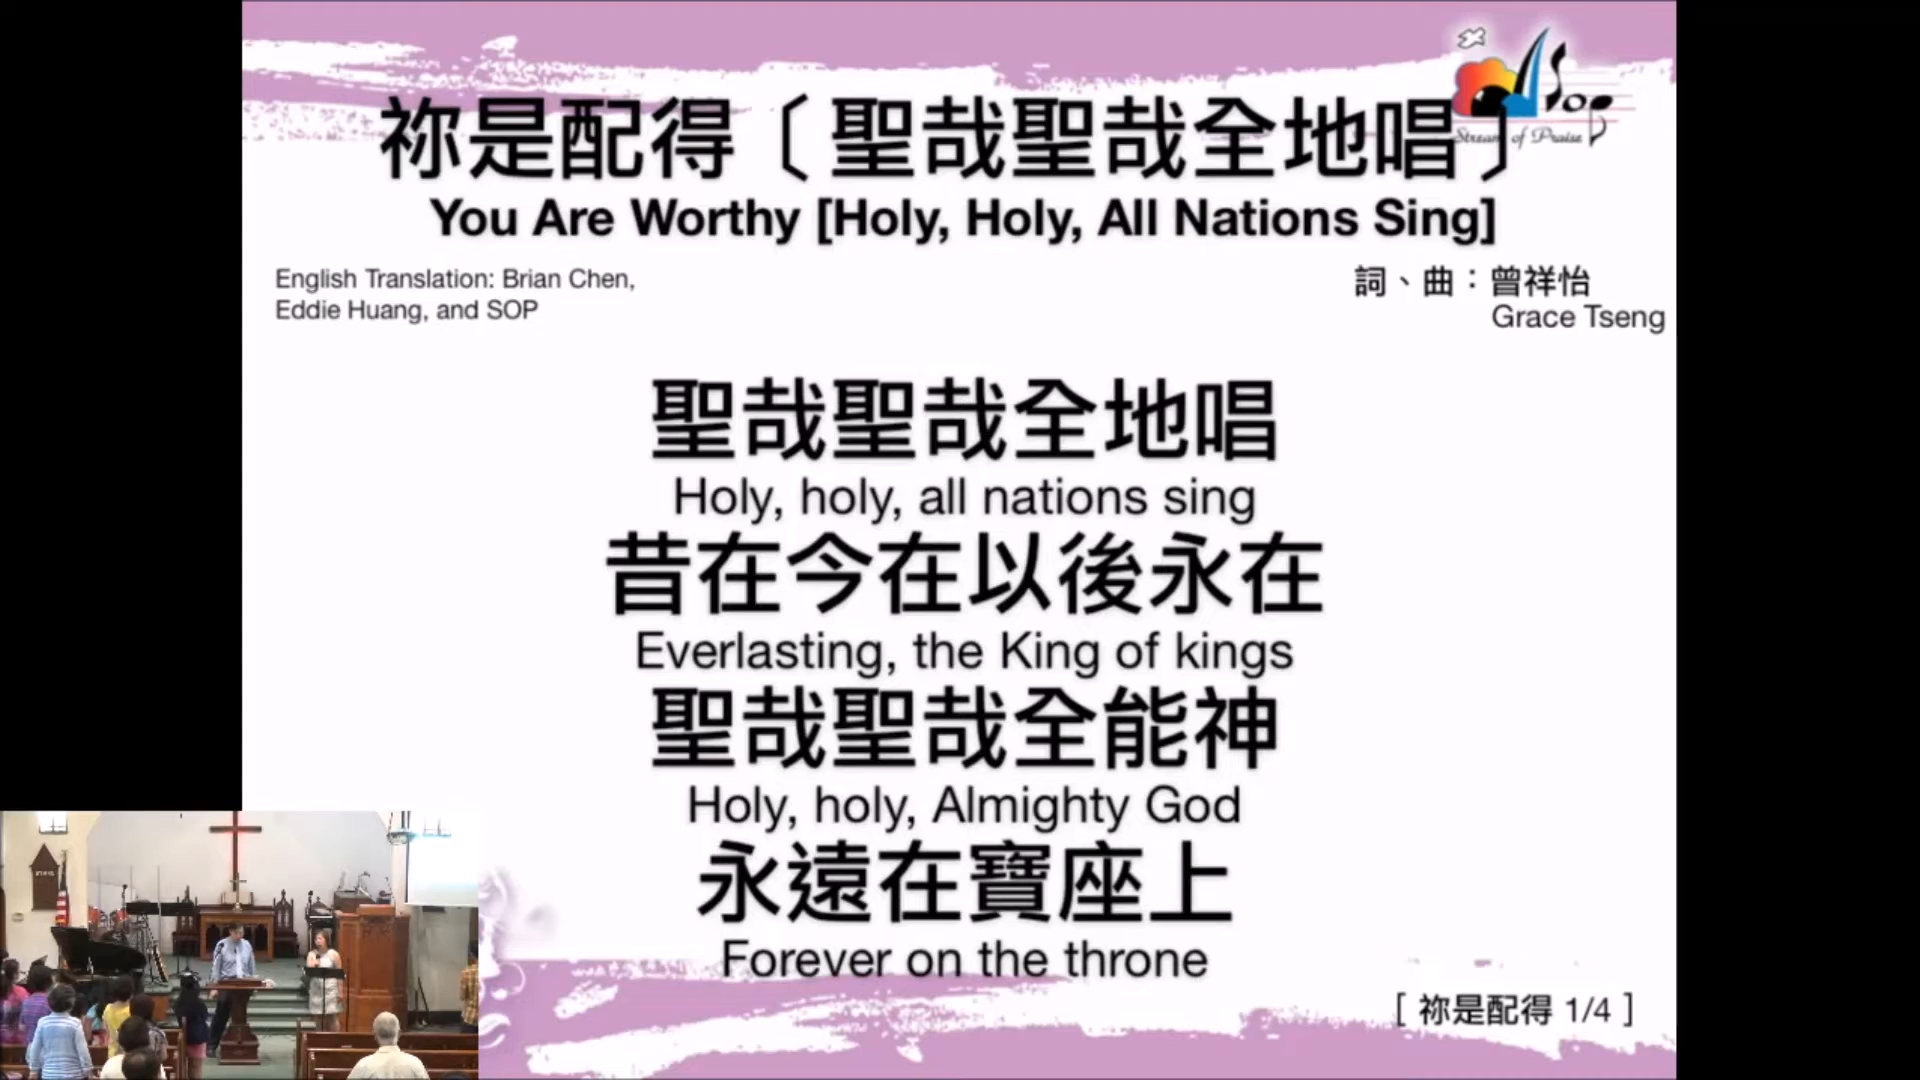 祢是配得〔聖哉聖哉全地唱〕
Sop
Stream of Praise
You Are Worthy [Holy, Holy, All Nations Sing]
English Translation: Brian Chen,
Eddie Huang, and SOP
詞、曲：曾祥怡
Grace Tseng
聖哉聖哉全地唱
Holy, holy, all nations sing
昔在今在以後永在
Everlasting, the King of kings
聖哉聖哉全能神
Holy, holy, Almighty God
永遠在寶座上
Forever on the throne
[ 祢是配得 1/4 ]